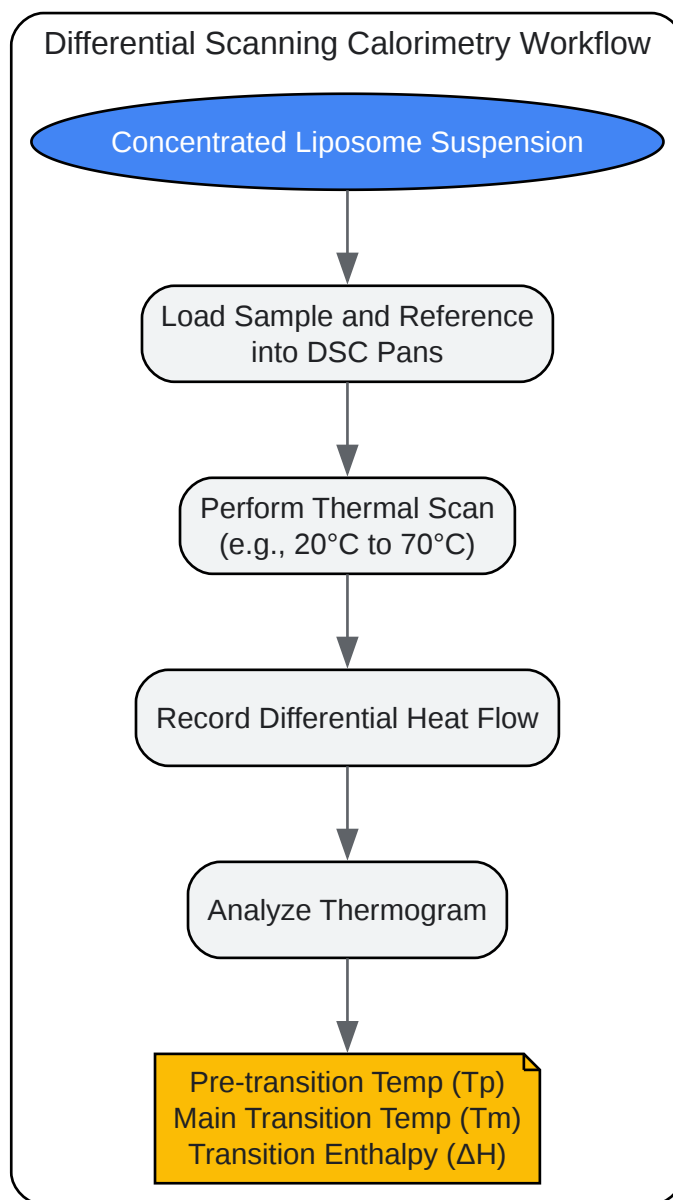 Differential Scanning Calorimetry Workflow
Concentrated Liposome Suspension
Load Sample and Reference
into DSC Pans
Perform Thermal Scan
(e.g., 20°C to 70°C)
Record Differential Heat Flow
Analyze Thermogram
Pre-transition Temp (Tp)
Main Transition Temp (Tm)
Transition Enthalpy (ΔH)